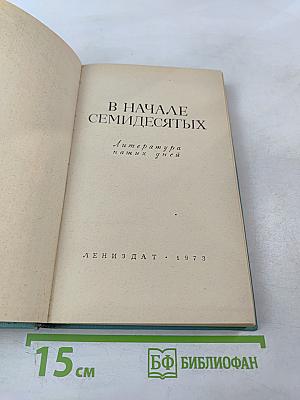 В НАЧАЛЕ
СЕМИДЕСЯТЫХ
Литература
наших дней
ЛЕНИЗДАТ · 1973
15 см
БФ БИБЛИОФАН